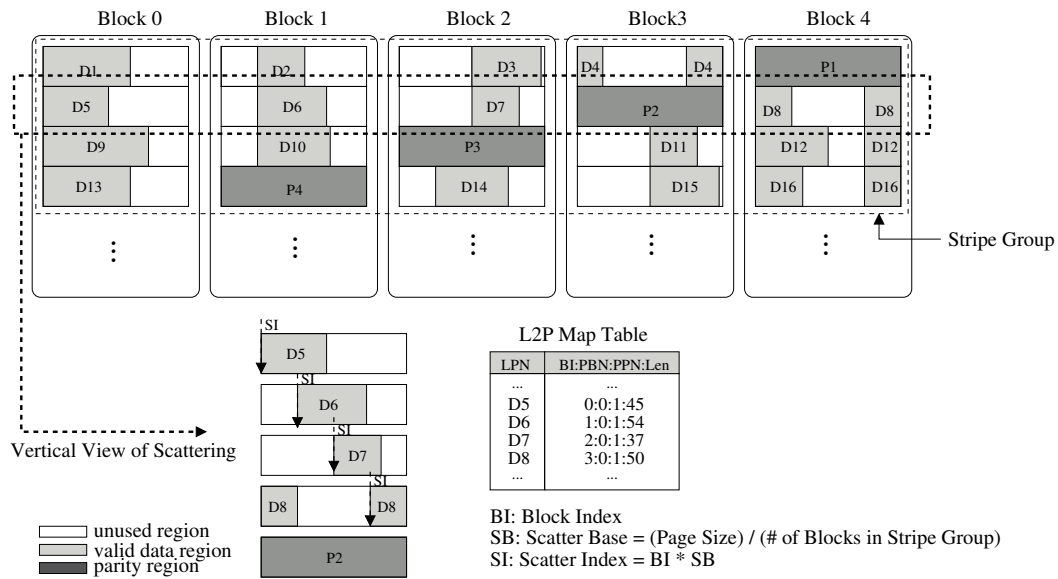 Block 0 Block 1 Block 2 Block3 Block 4
D1 D2 D3 D4 D4 P1
D5 D6 D7 P2 D8 D8
D9 D10 P3 D11 D12 D12
D13 P4 D14 D15 D16 D16
Stripe Group
SI
D5
SI
D6
SI
D7
SI
D8 D8
P2
Vertical View of Scattering
unused region
valid data region
parity region
L2P Map Table
LPN BI:PBN:PPN:Len
... ...
D5 0:0:1:45
D6 1:0:1:54
D7 2:0:1:37
D8 3:0:1:50
... ...
BI: Block Index
SB: Scatter Base = (Page Size) / (# of Blocks in Stripe Group)
SI: Scatter Index = BI * SB